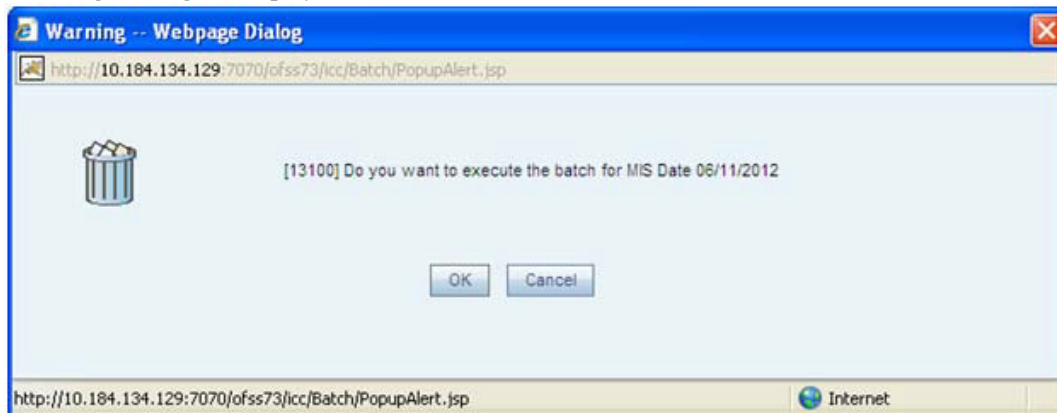 Warning -- Webpage Dialog
http://10.184.134.129:7070/ofss73/icc/Batch/PopupAlert.jsp
[13100] Do you want to execute the batch for MIS Date 06/11/2012
OK Cancel
http://10.184.134.129:7070/ofss73/icc/Batch/PopupAlert.jsp Internet